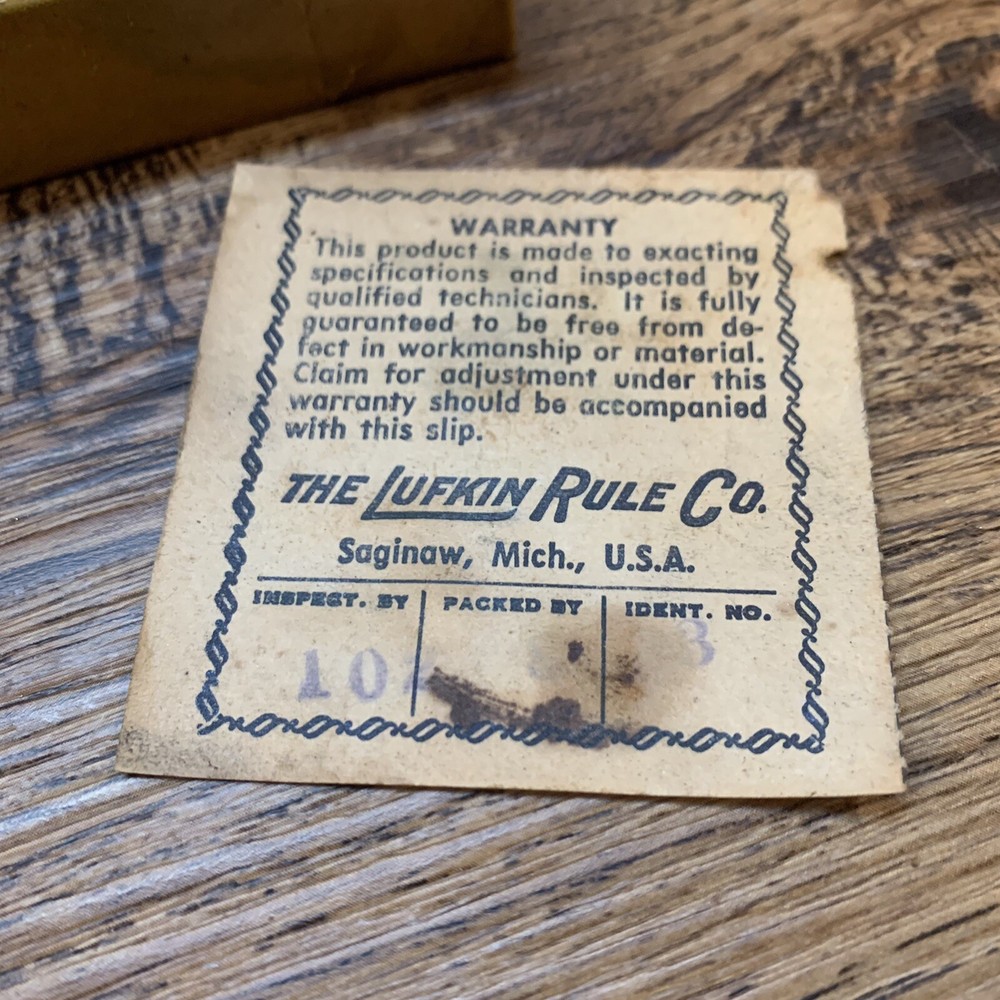 WARRANTY
This product is made to exacting
specifications and inspected by
qualified technicians. It is fully
guaranteed to be free from de-
fect in workmanship or material.
Claim for adjustment under this
warranty should be accompanied
with this slip.
THE LUFKIN RULE CO.
Saginaw, Mich., U.S.A.
INSPECT. BY PACKED BY IDENT. NO.
3